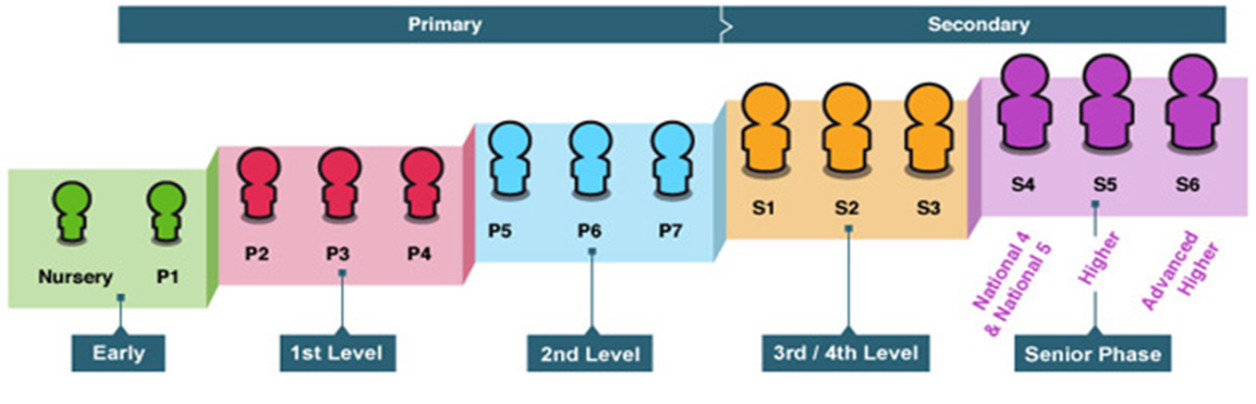 Primary
Secondary
Nursery
P1
P2
P3
P4
P5
P6
P7
S1
S2
S3
S4
S5
S6
National 4
& National 5
Higher
Advanced
Higher
Early
1st Level
2nd Level
3rd / 4th Level
Senior Phase